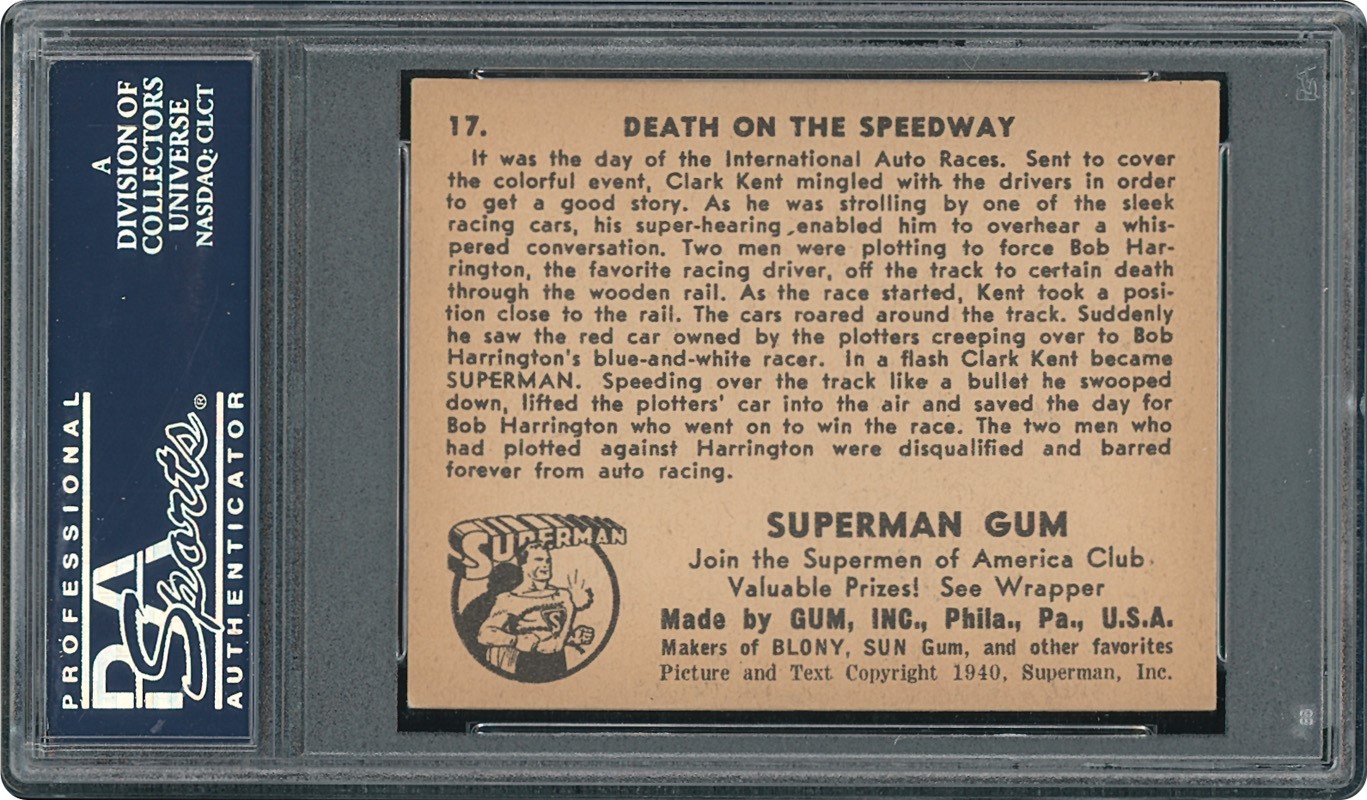 A
DIVISION OF
COLLECTORS
UNIVERSE
NASDAQ: CLCT
PROFESSIONAL
PSA
Sports®
AUTHENTICATOR
17. DEATH ON THE SPEEDWAY
It was the day of the International Auto Races. Sent to cover
the colorful event, Clark Kent mingled with the drivers in order
to get a good story. As he was strolling by one of the sleek
racing cars, his super-hearing enabled him to overhear a whis-
pered conversation. Two men were plotting to force Bob Har-
rington, the favorite racing driver, off the track to certain death
through the wooden rail. As the race started, Kent took a posi-
tion close to the rail. The cars roared around the track. Suddenly
he saw the red car owned by the plotters creeping over to Bob
Harrington's blue-and-white racer. In a flash Clark Kent became
SUPERMAN. Speeding over the track like a bullet he swooped
down, lifted the plotters' car into the air and saved the day for
Bob Harrington who went on to win the race. The two men who
had plotted against Harrington were disqualified and barred
forever from auto racing.
SUPERMAN
S
SUPERMAN GUM
Join the Supermen of America Club.
Valuable Prizes! See Wrapper
Made by GUM, INC., Phila., Pa., U.S.A.
Makers of BLONY, SUN Gum, and other favorites
Picture and Text Copyright 1940, Superman, Inc.
PSA